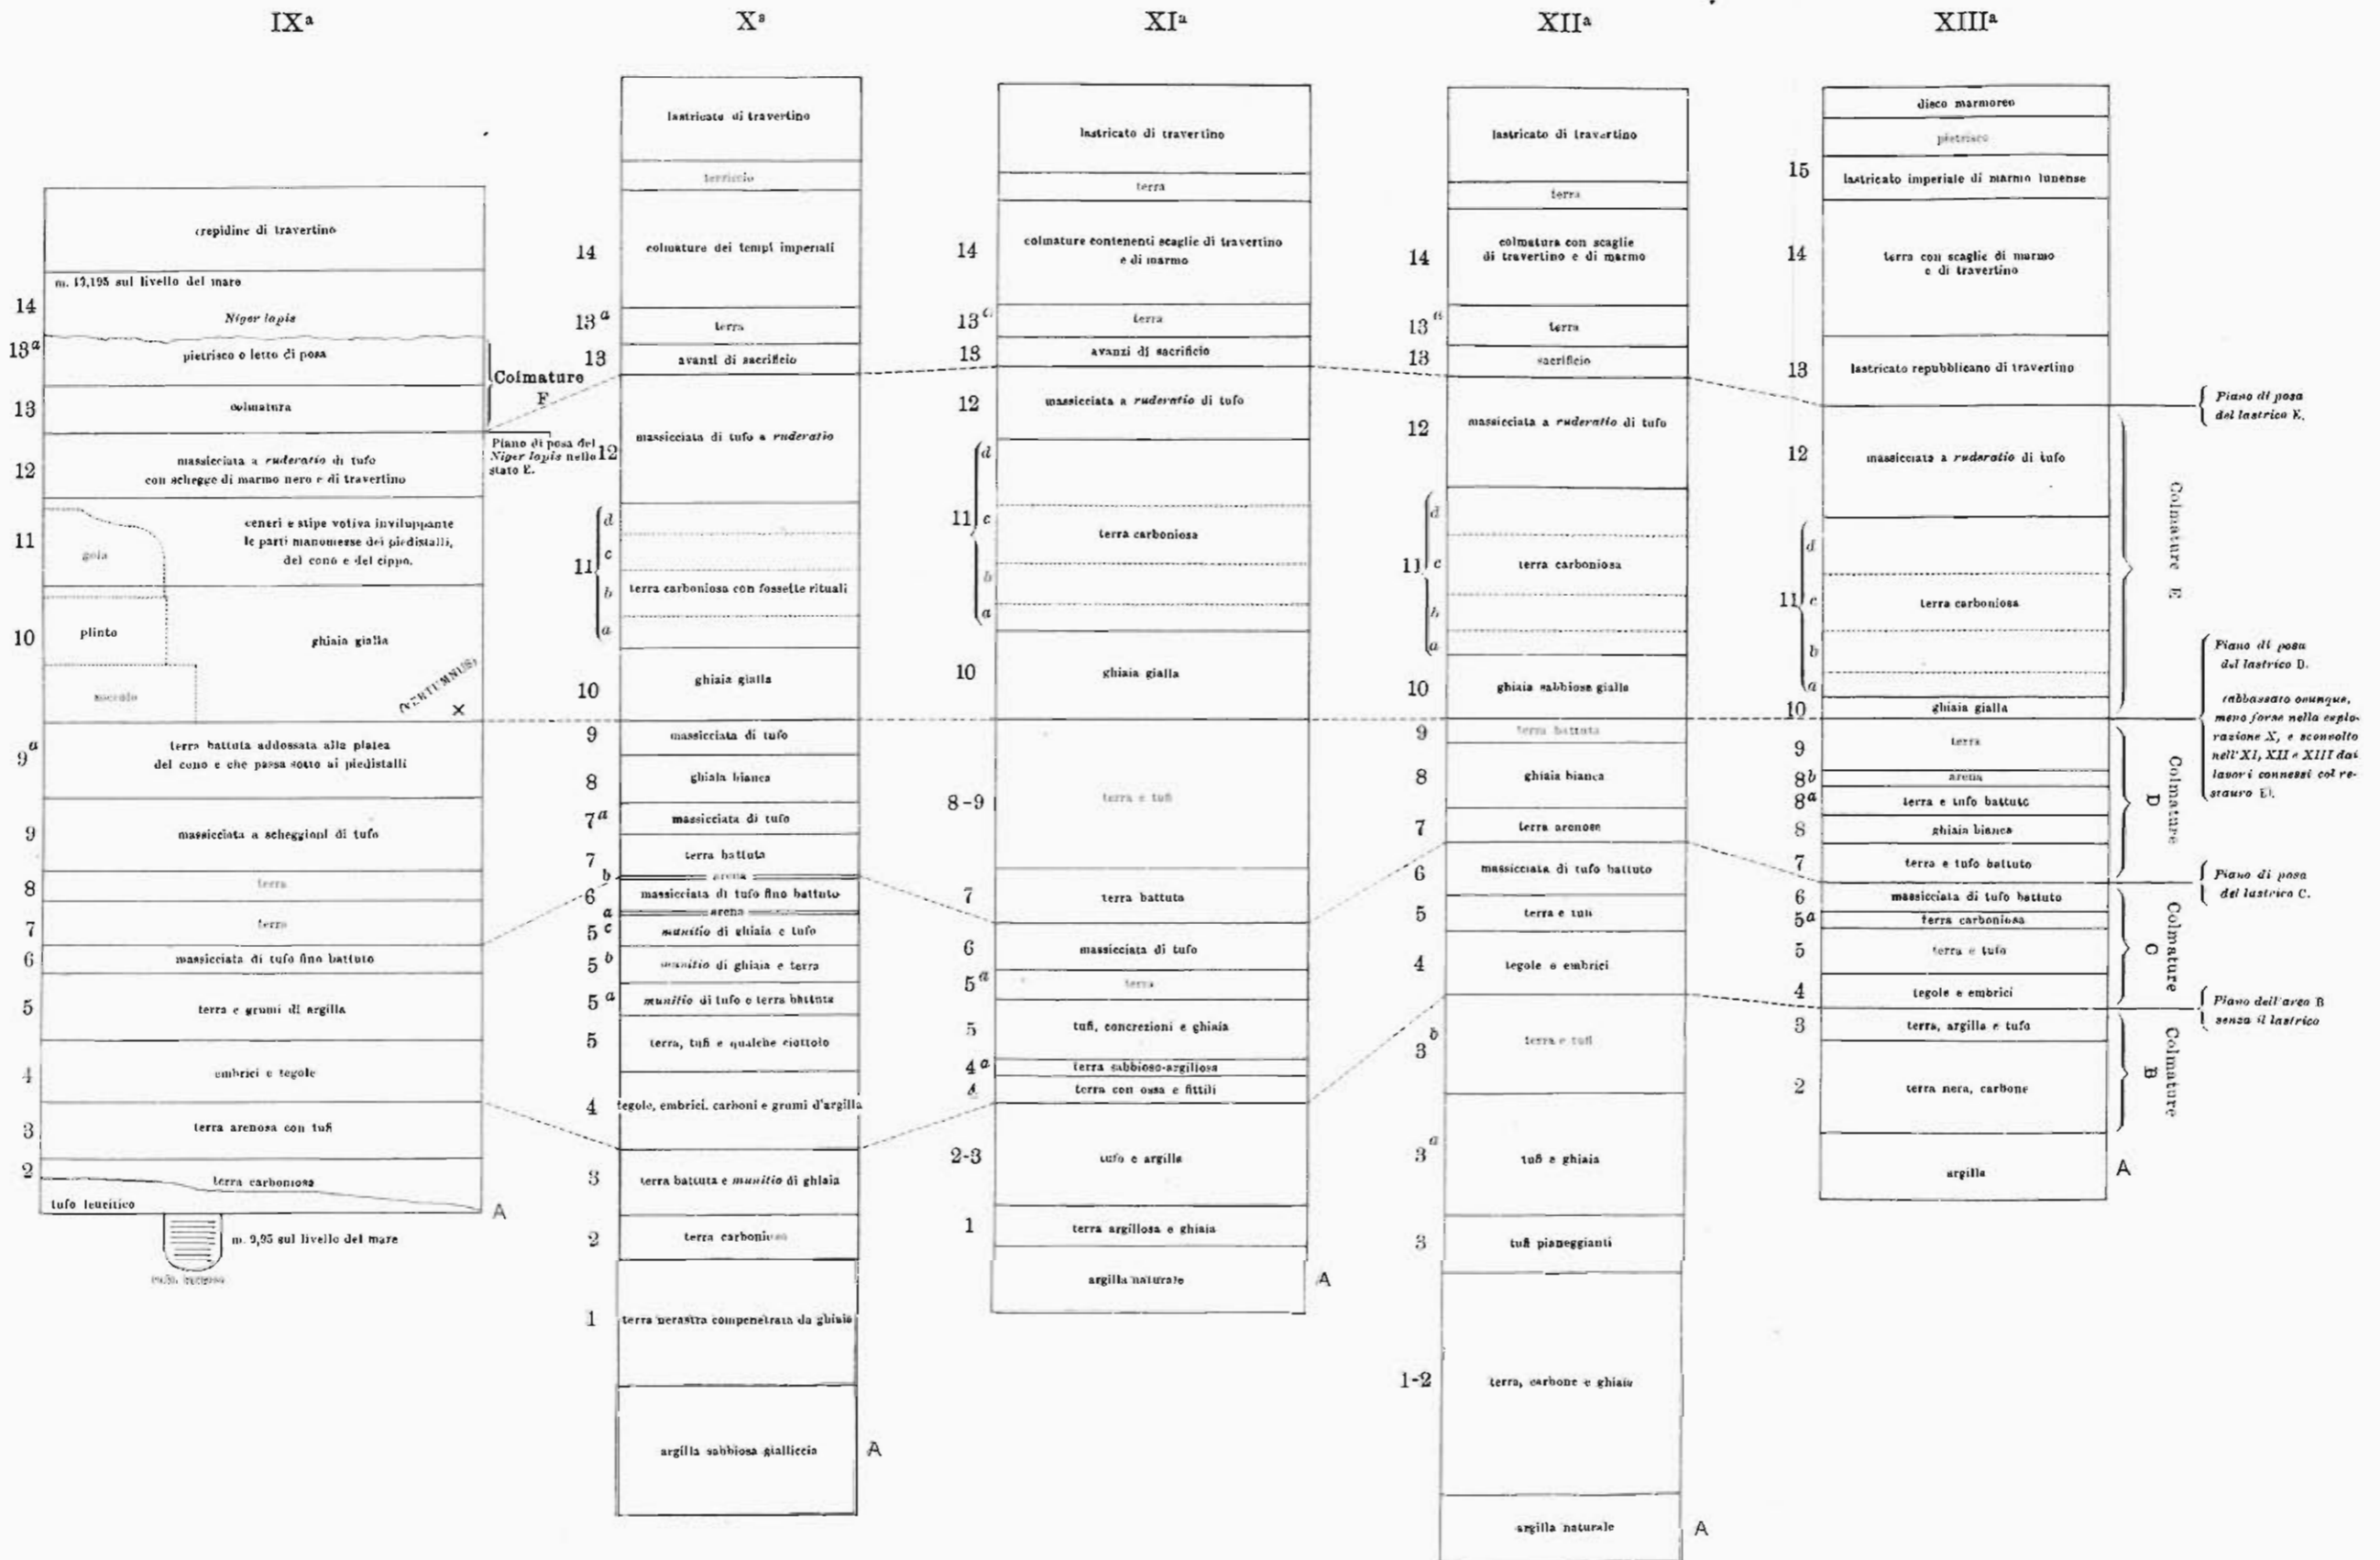 IXª
Xª
XIª
XIIª
XIIIª
crepidine di travertino
m. 13,195 sul livello del mare
14
Niger lapis
13ª
pietrisco o letto di posa
13
colmatura
Colmature
F
Piano di posa del
Niger lapis nello
stato E.
12
massicciata a ruderatio di tufo
con schegge di marmo nero e di travertino
11
gola
ceneri e stipe votiva inviluppante
le parti manomesse dei piedistalli,
del cono e del cippo.
10
plinto
ghiaia gialla
zoccolo
(VERTUMNUS)
×
9ª
terra battuta addossata alla platea
del cono e che passa sotto ai piedistalli
9
massicciata a scheggioni di tufo
8
terra
7
terra
6
massicciata di tufo fino battuto
5
terra e grumi di argilla
4
embrici e tegole
3
terra arenosa con tufi
2
terra carboniosa
tufo leucitico
A
m. 9,95 sul livello del mare
lastricato di travertino
terriccio
14
colmature dei tempi imperiali
13ª
terra
13
avanzi di sacrificio
12
massicciata di tufo a ruderatio
11
d
c
b
a
terra carboniosa con fossette rituali
10
ghiaia gialla
9
massicciata di tufo
8
ghiaia bianca
7ª
massicciata di tufo
7
terra battuta
b
arena
6
massicciata di tufo fino battuto
a
arena
5 c
munitio di ghiaia e tufo
5 b
munitio di ghiaia e terra
5 a
munitio di tufo e terra battuta
5
terra, tufi e qualche ciottolo
4
tegole, embrici, carboni e grumi d'argilla
3
terra battuta e munitio di ghiaia
2
terra carboniosa
1
terra nerastra compenetrata da ghiaia
argilla sabbiosa gialliccia
A
lastricato di travertino
terra
14
colmature contenenti scaglie di travertino
e di marmo
13ª
terra
13
avanzi di sacrificio
12
massicciata a ruderatio di tufo
11
d
c
b
a
terra carboniosa
10
ghiaia gialla
8-9
terra e tufi
7
terra battuta
6
massicciata di tufo
5ª
terra
5
tufi, concrezioni e ghiaia
4ª
terra sabbioso-argillosa
4
terra con ossa e fittili
2-3
tufo e argilla
1
terra argillosa e ghiaia
argilla naturale
A
lastricato di travertino
terra
14
colmatura con scaglie
di travertino e di marmo
13ª
terra
13
sacrificio
12
massicciata a ruderatio di tufo
11
d
c
b
a
terra carboniosa
10
ghiaia sabbiosa gialla
9
terra battuta
8
ghiaia bianca
7
terra arenosa
6
massicciata di tufo battuto
5
terra e tufi
4
tegole e embrici
3 b
terra e tufi
3 a
tufi e ghiaia
3
tufi pianeggianti
1-2
terra, carbone e ghiaia
argilla naturale
A
disco marmoreo
pietrisco
15
lastricato imperiale di marmo lunense
14
terra con scaglie di marmo
e di travertino
13
lastricato repubblicano di travertino
12
massicciata a ruderatio di tufo
11
d
c
b
a
terra carboniosa
10
ghiaia gialla
9
terra
8b
arena
8ª
terra e tufo battuto
8
ghiaia bianca
7
terra e tufo battuto
6
massicciata di tufo battuto
5ª
terra carboniosa
5
terra e tufo
4
tegole e embrici
3
terra, argilla e tufo
2
terra nera, carbone
argilla
A
Colmature E
Colmature
D
Colmature
C
Colmature
B
Piano di posa
del lastrico E.
Piano di posa
del lastrico D.
(abbassato ovunque,
meno forse nella esplo-
razione X, e sconvolto
nell'XI, XII e XIII dai
lavori connessi col re-
stauro E).
Piano di posa
del lastrico C.
Piano dell'area B
senza il lastrico